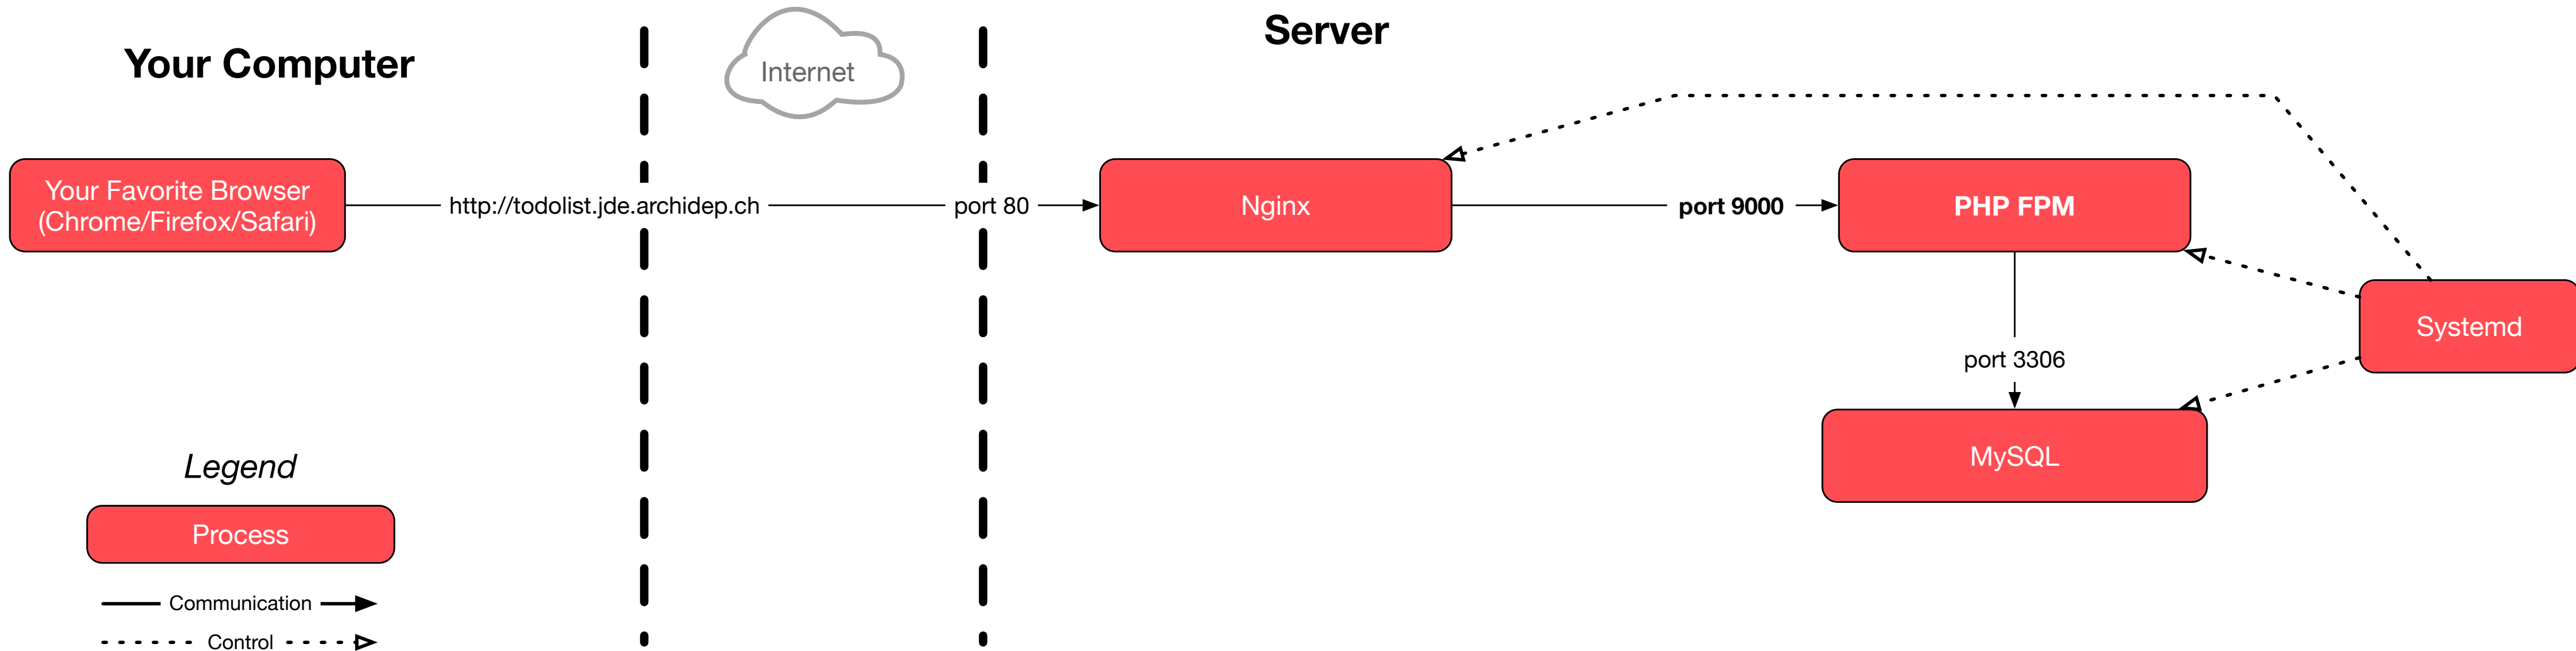 Your Computer
Internet
Server
Your Favorite Browser
(Chrome/Firefox/Safari)
http://todolist.jde.archidep.ch
port 80
Nginx
port 9000
PHP FPM
Systemd
port 3306
MySQL
Legend
Process
Communication
Control